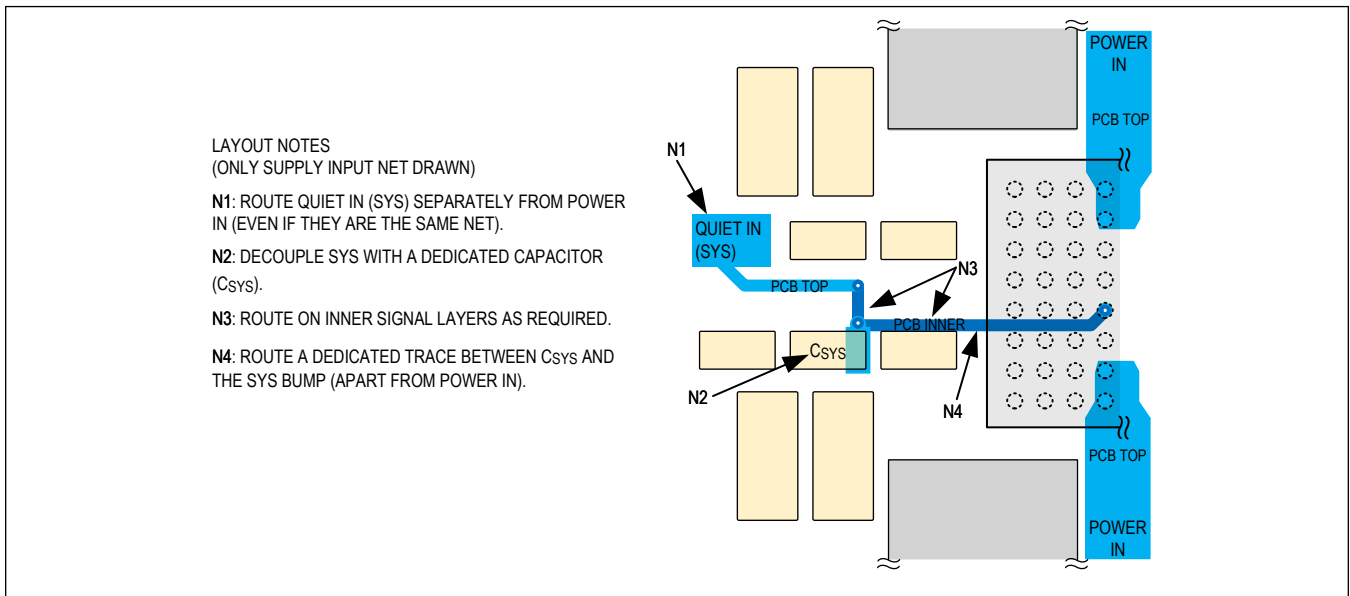 LAYOUT NOTES
(ONLY SUPPLY INPUT NET DRAWN)
N1: ROUTE QUIET IN (SYS) SEPARATELY FROM POWER
IN (EVEN IF THEY ARE THE SAME NET).
N2: DECOUPLE SYS WITH A DEDICATED CAPACITOR
(CSYS).
N3: ROUTE ON INNER SIGNAL LAYERS AS REQUIRED.
N4: ROUTE A DEDICATED TRACE BETWEEN CSYS AND
THE SYS BUMP (APART FROM POWER IN).
N1
QUIET IN
(SYS)
PCB TOP
N3
PCB INNER
CSYS
N2
N4
POWER
IN
PCB TOP
PCB TOP
POWER
IN